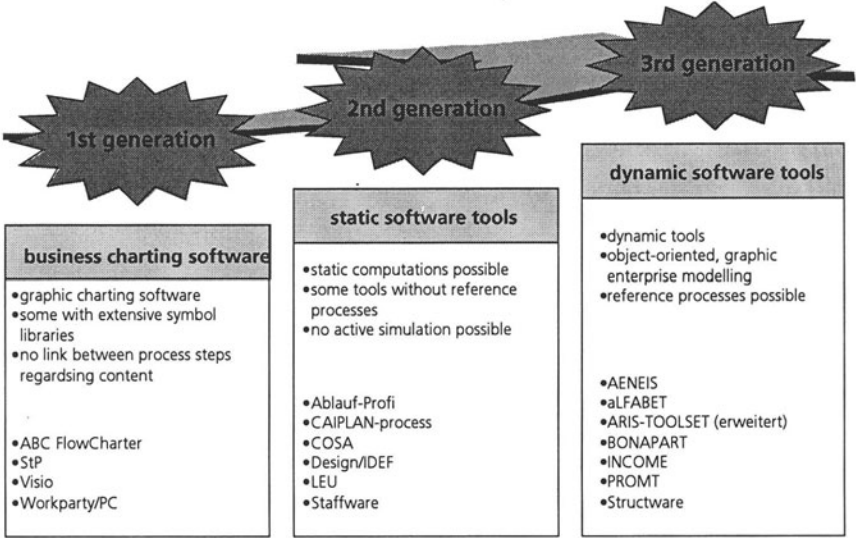 1st generation
2nd generation
3rd generation
business charting software
•graphic charting software
•some with extensive symbol
libraries
•no link between process steps
regardsing content
•ABC FlowCharter
•StP
•Visio
•Workparty/PC
static software tools
•static computations possible
•some tools without reference
processes
•no active simulation possible
•Ablauf-Profi
•CAIPLAN-process
•COSA
•Design/IDEF
•LEU
•Staffware
dynamic software tools
•dynamic tools
•object-oriented, graphic
enterprise modelling
•reference processes possible
•AENEIS
•aLFABET
•ARIS-TOOLSET (erweitert)
•BONAPART
•INCOME
•PROMT
•Structware